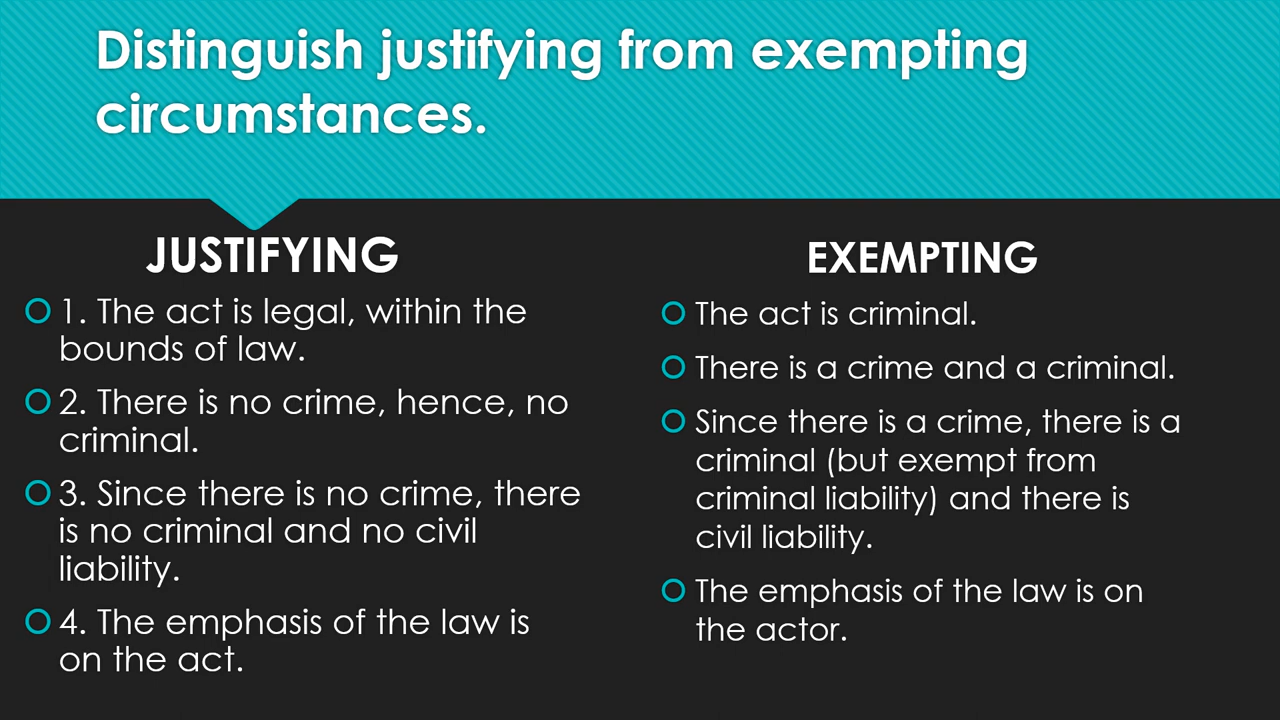 Distinguish justifying from exempting
circumstances.
JUSTIFYING
1. The act is legal, within the
bounds of law.
2. There is no crime, hence, no
criminal.
3. Since there is no crime, there
is no criminal and no civil
liability.
4. The emphasis of the law is
on the act.
EXEMPTING
The act is criminal.
There is a crime and a criminal.
Since there is a crime, there is a
criminal (but exempt from
criminal liability) and there is
civil liability.
The emphasis of the law is on
the actor.